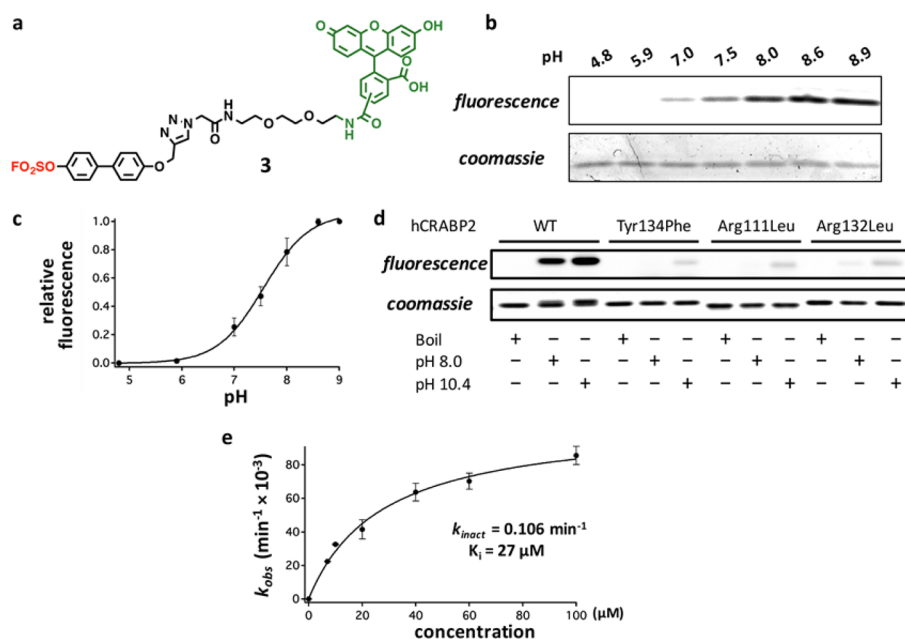 a
O
O
OH
O
OH
N=N
N
H
N
O
O
O
H
N
O
FO₂SO
O
3
b
pH 4.8 5.9 7.0 7.5 8.0 8.6 8.9
fluorescence
coomassie
c
relative
fluorescence
1.0
0.8
0.6
0.4
0.2
0.0
5 6 7 8 9
pH
d
hCRABP2 WT Tyr134Phe Arg111Leu Arg132Leu
fluorescence
coomassie
Boil + – – + – – + – – + – –
pH 8.0 – + – – + – – + – – + –
pH 10.4 – – + – – + – – + – – +
e
k_obs (min⁻¹ × 10⁻³)
80
60
40
20
0
k_inact = 0.106 min⁻¹
K_i = 27 μM
0 20 40 60 80 100 (μM)
concentration